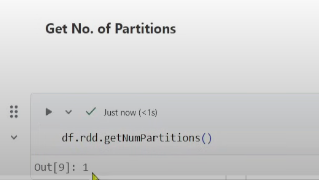 Get No. of Partitions
Just now (<1s)
df.rdd.getNumPartitions()
Out[9]: 1